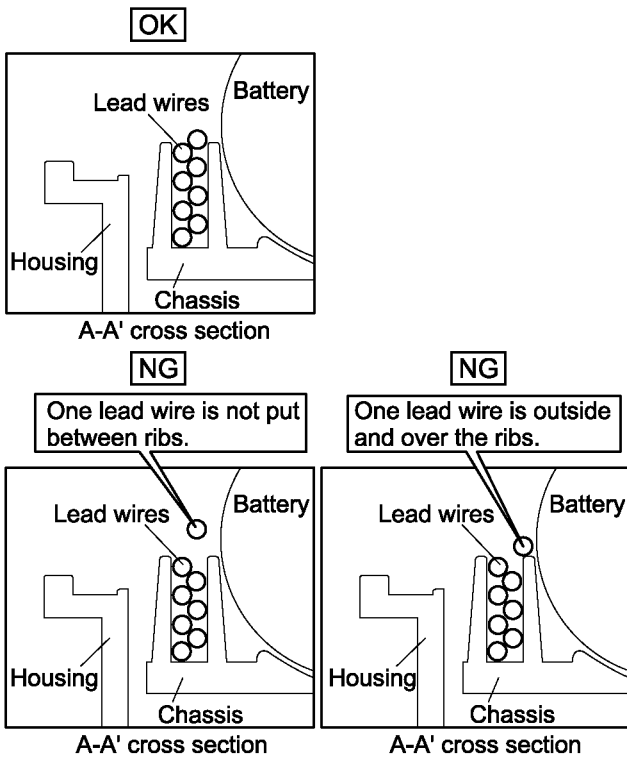 OK
Lead wires
Battery
Housing
Chassis
A-A' cross section
NG
One lead wire is not put
between ribs.
Lead wires
Battery
Housing
Chassis
A-A' cross section
NG
One lead wire is outside
and over the ribs.
Lead wires
Battery
Housing
Chassis
A-A' cross section